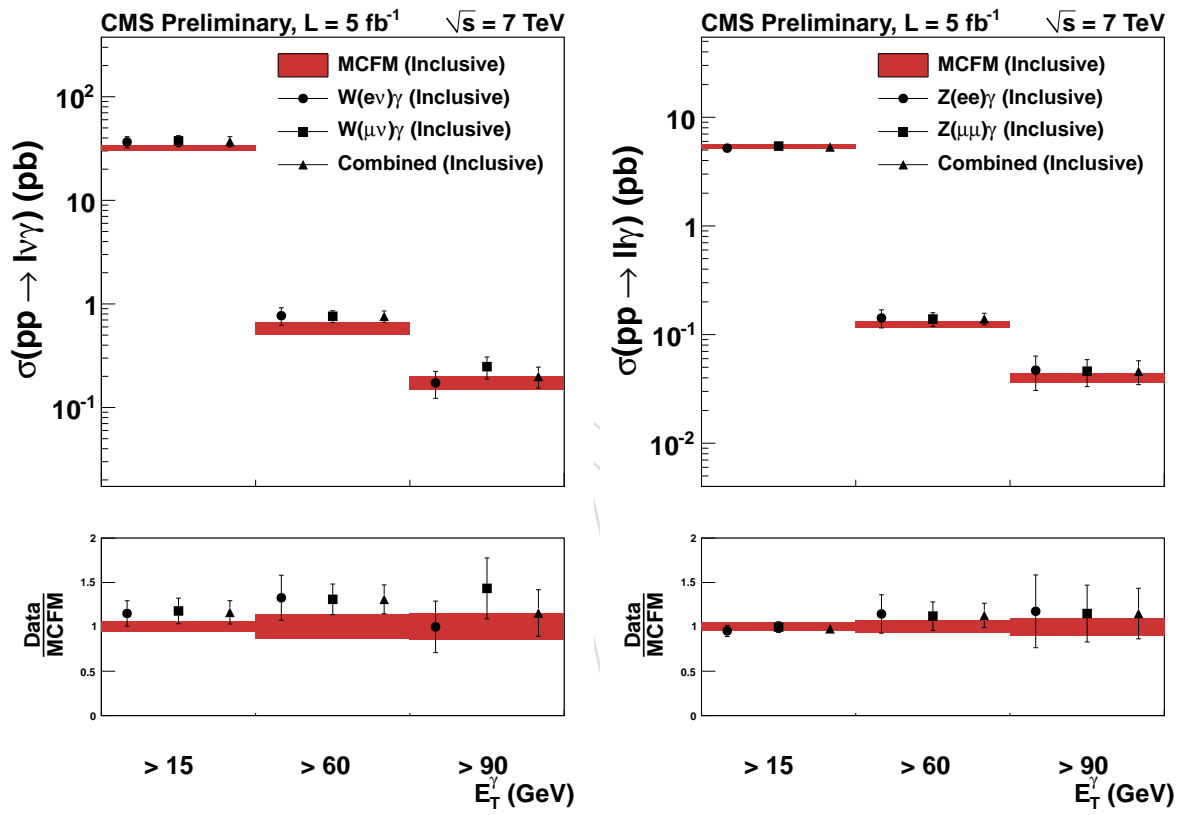 CMS Preliminary, L = 5 fb⁻¹ √s = 7 TeV
MCFM (Inclusive)
W(eν)γ (Inclusive)
W(μν)γ (Inclusive)
Combined (Inclusive)
σ(pp → lνγ) (pb)
10²
10
1
10⁻¹
Data
MCFM
2
1.5
1
0.5
0
> 15 > 60 > 90
E_T^γ (GeV)
CMS Preliminary, L = 5 fb⁻¹ √s = 7 TeV
MCFM (Inclusive)
Z(ee)γ (Inclusive)
Z(μμ)γ (Inclusive)
Combined (Inclusive)
σ(pp → llγ) (pb)
10
1
10⁻¹
10⁻²
Data
MCFM
2
1.5
1
0.5
0
> 15 > 60 > 90
E_T^γ (GeV)